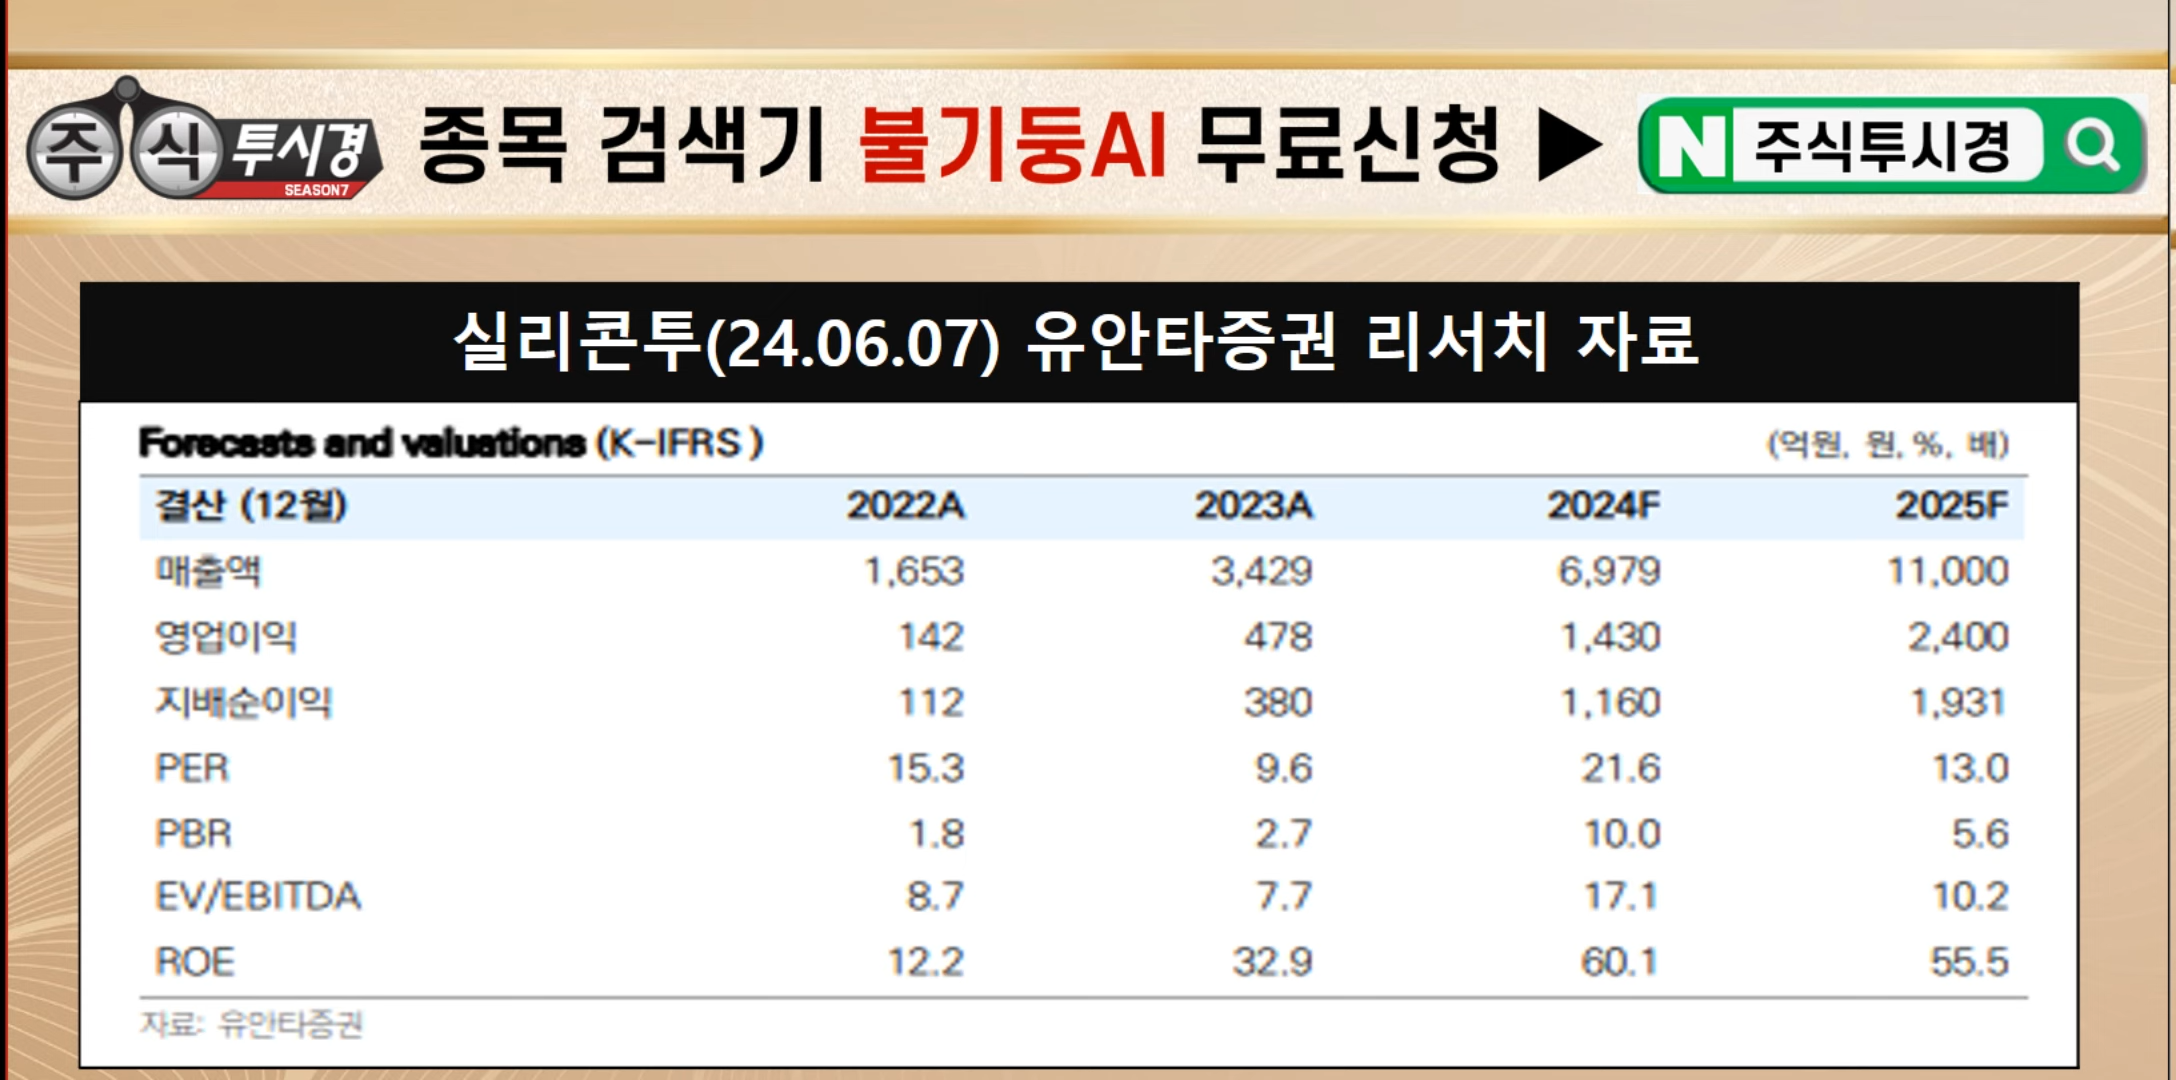 주식투시경 SEASON7 종목 검색기 불기둥AI 무료신청 ▶ N 주식투시경
실리콘투(24.06.07) 유안타증권 리서치 자료
Forecasts and valuations (K-IFRS ) (억원, 원, %, 배)
결산 (12월) 2022A 2023A 2024F 2025F
매출액 1,653 3,429 6,979 11,000
영업이익 142 478 1,430 2,400
지배순이익 112 380 1,160 1,931
PER 15.3 9.6 21.6 13.0
PBR 1.8 2.7 10.0 5.6
EV/EBITDA 8.7 7.7 17.1 10.2
ROE 12.2 32.9 60.1 55.5
자료: 유안타증권